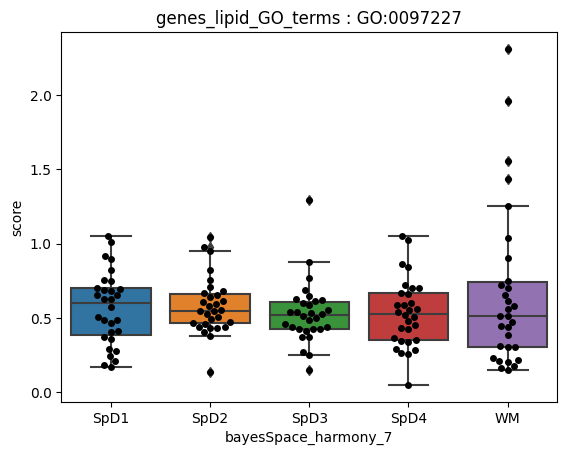 genes_lipid_GO_terms : GO:0097227
2.0
1.5
1.0
0.5
0.0
score
SpD1 SpD2 SpD3 SpD4 WM
bayesSpace_harmony_7